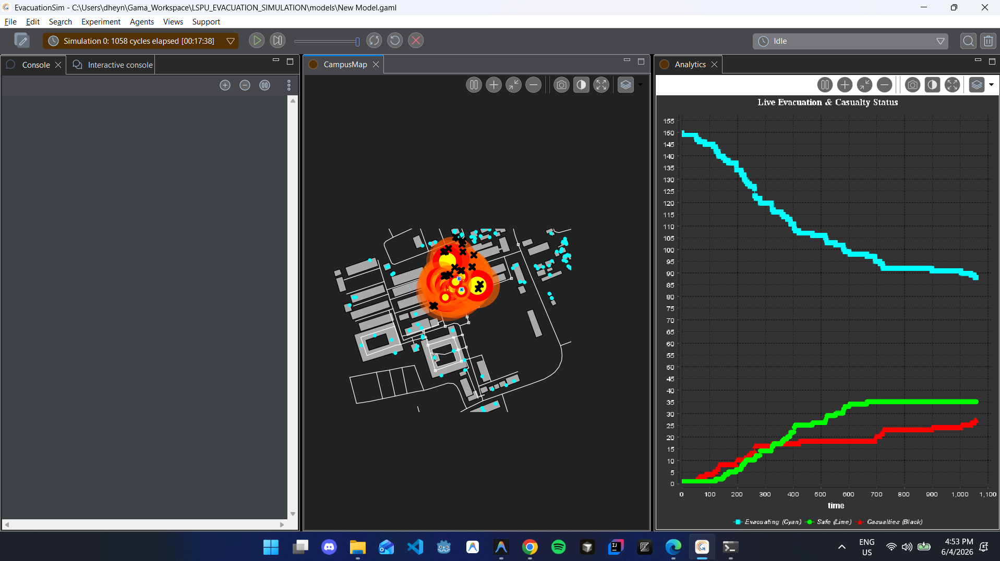 EvacuationSim - C:\Users\dheyn\Gama_Workspace\LSPU_EVACUATION_SIMULATION\models\New Model.gaml
File Edit Search Experiment Agents Views Support
Simulation 0: 1058 cycles elapsed [00:17:38]
Idle
Console
Interactive console
CampusMap
Analytics
Live Evacuation & Casualty Status
155
150
145
140
135
130
125
120
115
110
105
100
95
90
85
80
75
70
65
60
55
50
45
40
35
30
25
20
15
10
5
0
0 100 200 300 400 500 600 700 800 900 1,000 1,100
time
Evacuating (Cyan) Safe (Lime) Casualties (Black)
ENG
US
4:53 PM
6/4/2026